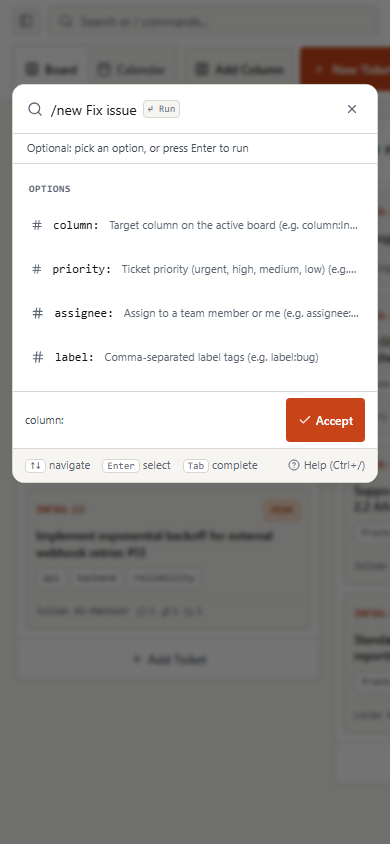 Search or / commands...
Board
Calendar
Add Column
New Ticket
/new Fix issue
↵ Run
Optional: pick an option, or press Enter to run
OPTIONS
# column: Target column on the active board (e.g. column:In...
# priority: Ticket priority (urgent, high, medium, low) (e.g....
# assignee: Assign to a team member or me (e.g. assignee:...
# label: Comma-separated label tags (e.g. label:bug)
column:
Accept
↑↓ navigate Enter select Tab complete Help (Ctrl+/)
Implement exponential backoff for external
webhook retries
api backend reliability
+ Add Ticket